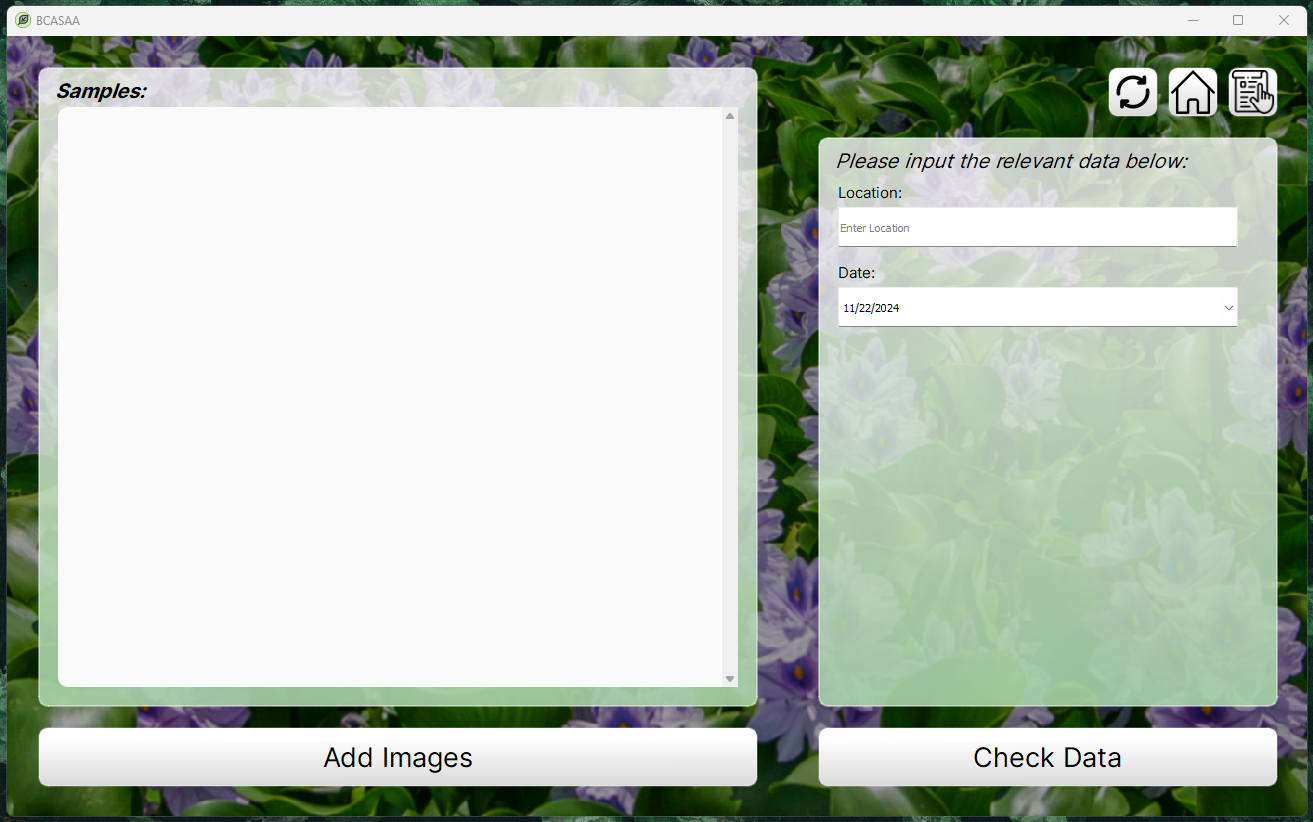 BCASAA
Samples:
Please input the relevant data below:
Location:
Enter Location
Date:
11/22/2024
Add Images
Check Data